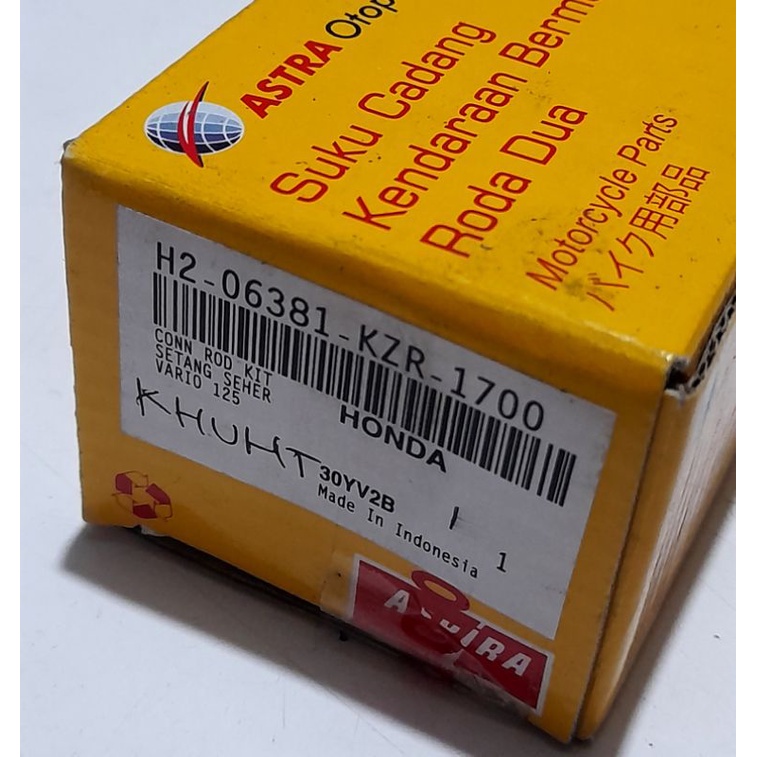 ASTRA Otop
Suku Cadang
Kendaraan Berm
Roda Dua
Motorcycle Parts
バイク用部品
H2-06381-KZR-1700
CONN ROD KIT
SETANG SEHER
VARIO 125
HONDA
KHUHT
30YV2B
Made In Indonesia
1